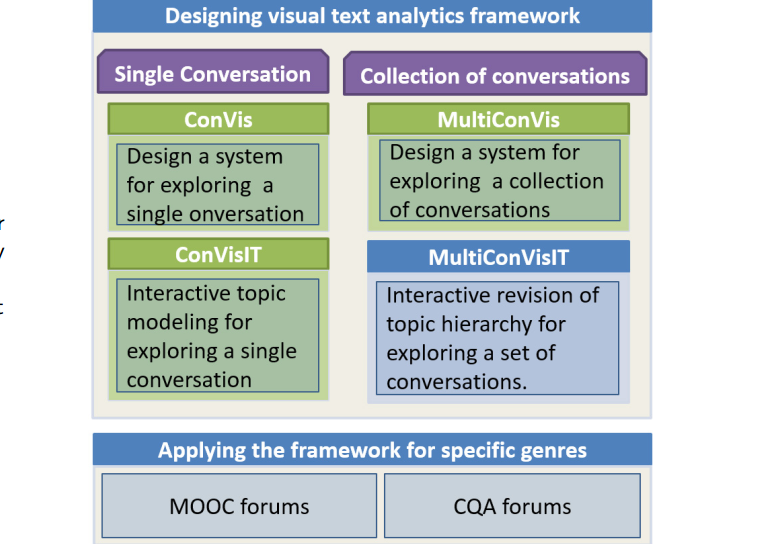 Designing visual text analytics framework
Single Conversation
Collection of conversations
ConVis
Design a system
for exploring a
single onversation
MultiConVis
Design a system for
exploring a collection
of conversations
ConVisIT
Interactive topic
modeling for
exploring a single
conversation
MultiConVisIT
Interactive revision of
topic hierarchy for
exploring a set of
conversations.
Applying the framework for specific genres
MOOC forums
CQA forums